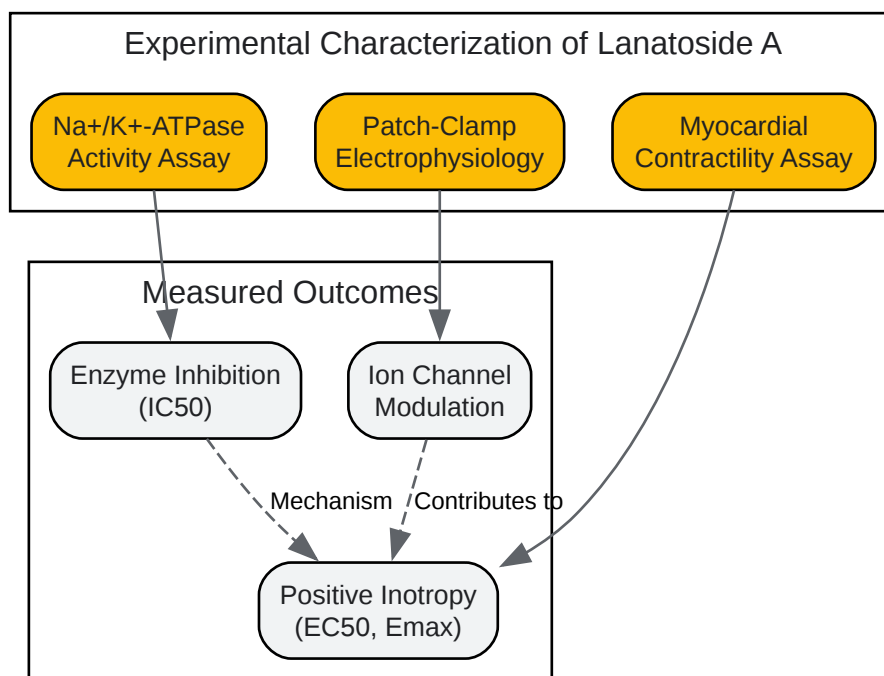 Experimental Characterization of Lanatoside A
Na+/K+-ATPase
Activity Assay
Patch-Clamp
Electrophysiology
Myocardial
Contractility Assay
Measured Outcomes
Enzyme Inhibition
(IC50)
Ion Channel
Modulation
Mechanism
Contributes to
Positive Inotropy
(EC50, Emax)